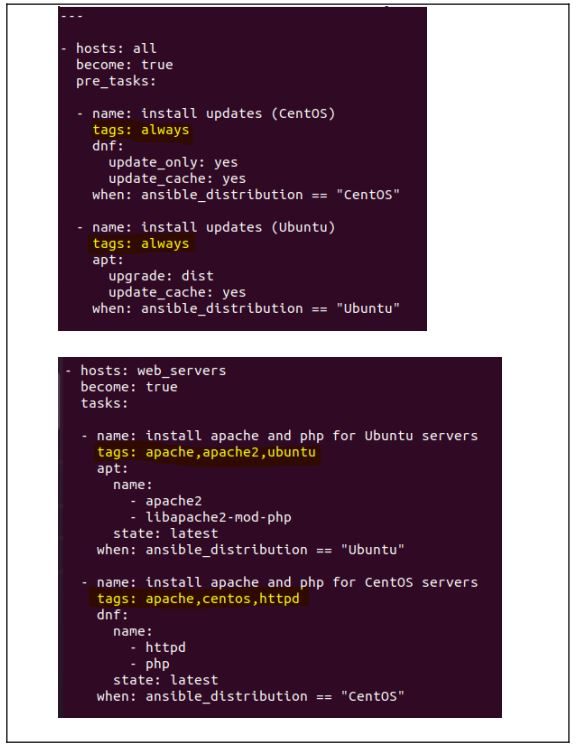 ---
- hosts: all
become: true
pre_tasks:
- name: install updates (CentOS)
tags: always
dnf:
update_only: yes
update_cache: yes
when: ansible_distribution == "CentOS"
- name: install updates (Ubuntu)
tags: always
apt:
upgrade: dist
update_cache: yes
when: ansible_distribution == "Ubuntu"
- hosts: web_servers
become: true
tasks:
- name: install apache and php for Ubuntu servers
tags: apache,apache2,ubuntu
apt:
name:
- apache2
- libapache2-mod-php
state: latest
when: ansible_distribution == "Ubuntu"
- name: install apache and php for CentOS servers
tags: apache,centos,httpd
dnf:
name:
- httpd
- php
state: latest
when: ansible_distribution == "CentOS"